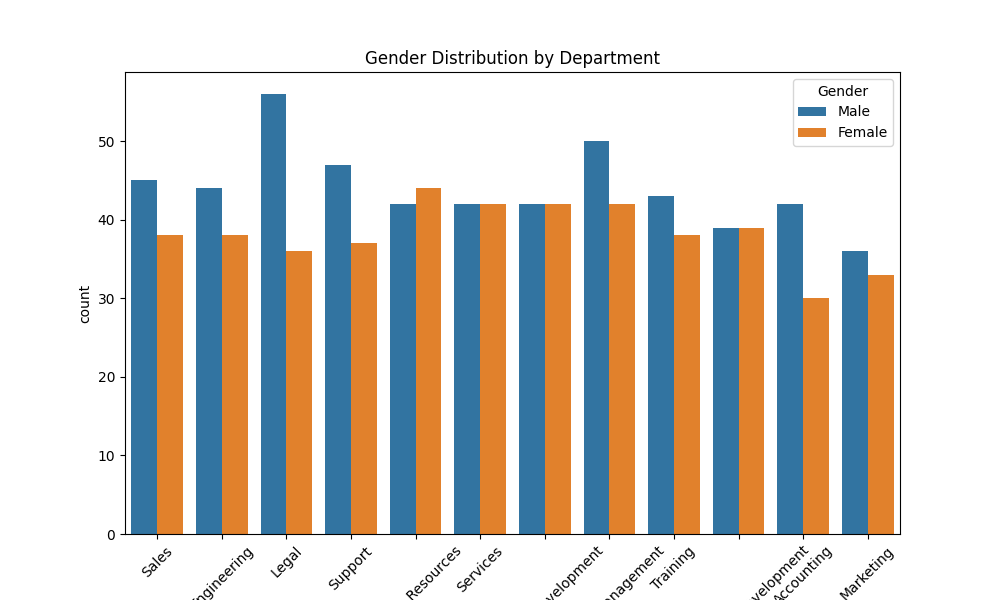 Gender Distribution by Department
Gender
Male
Female
count
50
40
30
20
10
0
Sales
Legal
Support
Resources
Services
Training
Accounting
Marketing